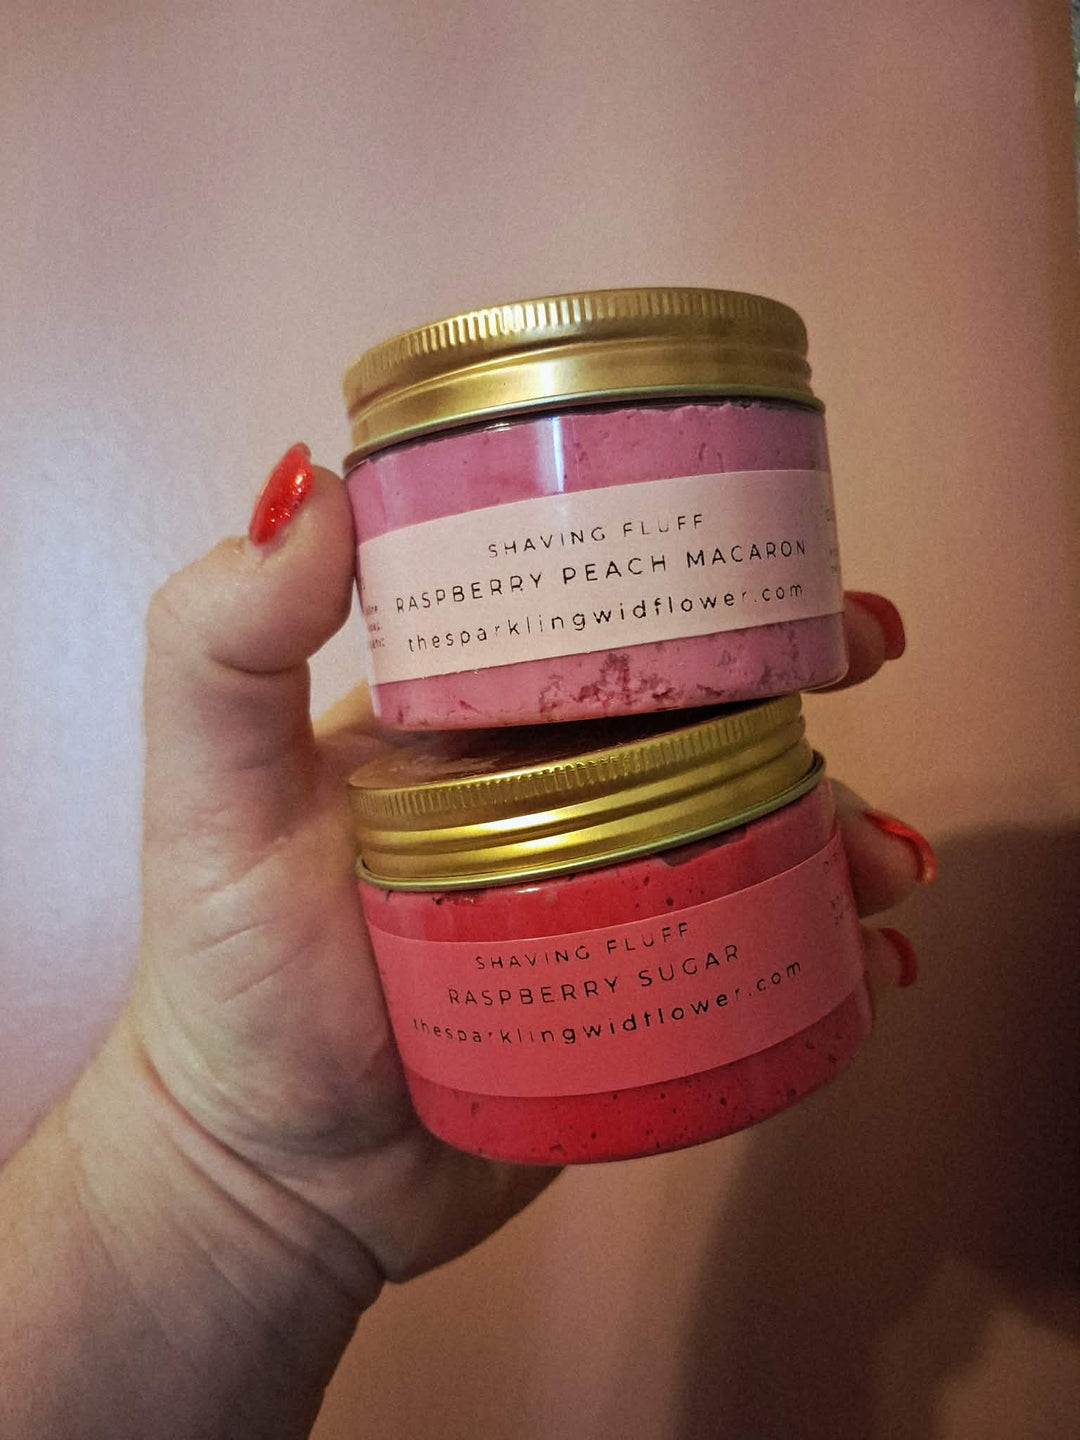 SHAVING FLUFF
RASPBERRY PEACH MACARON
thesparklingwidflower.com
SHAVING FLUFF
RASPBERRY SUGAR
thesparklingwidflower.com